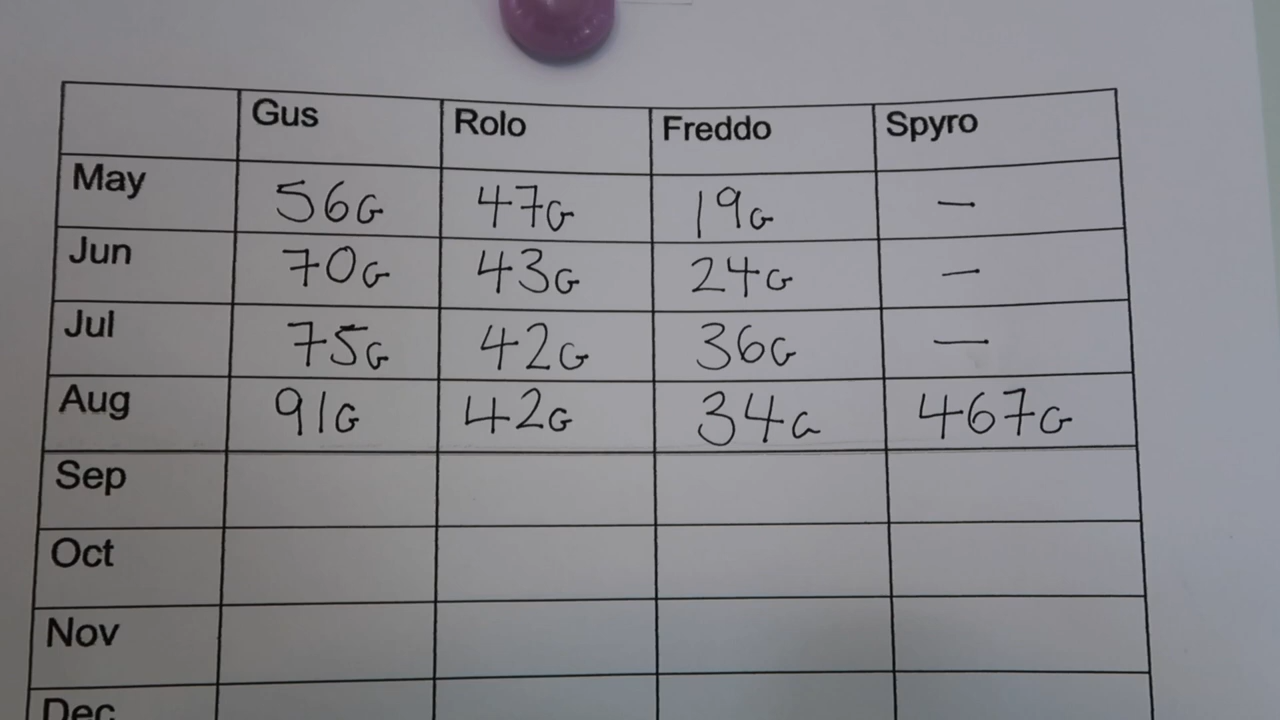 Gus Rolo Freddo Spyro
May 56G 47G 19G —
Jun 70G 43G 24G —
Jul 75G 42G 36G —
Aug 91G 42G 34G 467G
Sep
Oct
Nov
Dec